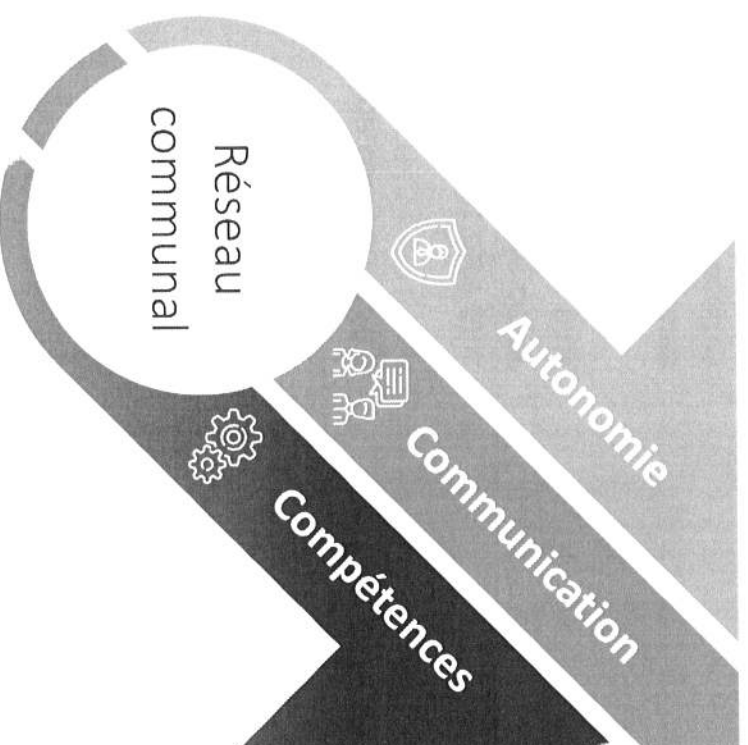 Réseau
communal
Autonomie
Communication
Compétences